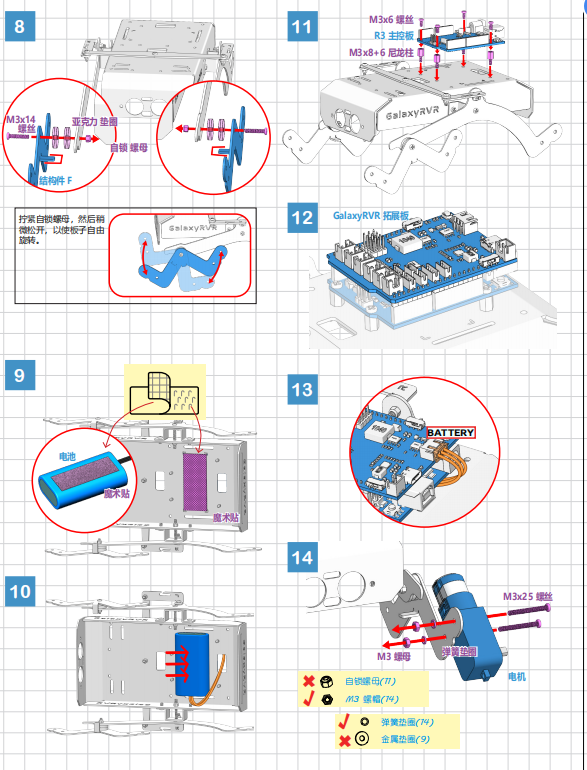 8
M3x14
螺丝
亚克力 垫圈
自锁 螺母
结构件 F
拧紧自锁螺母，然后稍
微松开，以使板子自由
旋转。
GalaxyRVR
9
电池
魔术贴
魔术贴
10
11
M3x6 螺丝
R3 主控板
M3x8+6 尼龙柱
GalaxyRVR
12
GalaxyRVR 拓展板
13
BATTERY
14
M3x25 螺丝
M3 螺母
弹簧垫圈
电机
自锁螺母(11)
M3 螺帽(14)
弹簧垫圈(14)
金属垫圈(9)